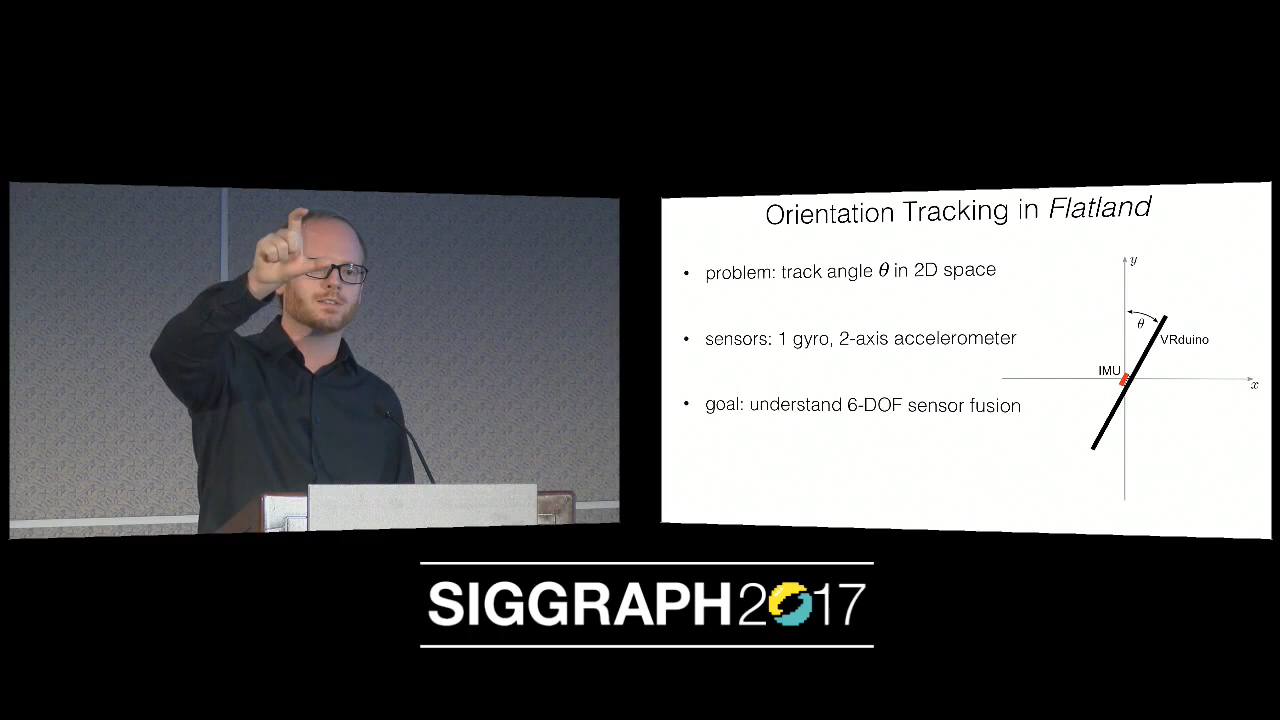 Orientation Tracking in Flatland
• problem: track angle θ in 2D space
• sensors: 1 gyro, 2-axis accelerometer
• goal: understand 6-DOF sensor fusion
y
θ
VRduino
IMU
x
SIGGRAPH2017